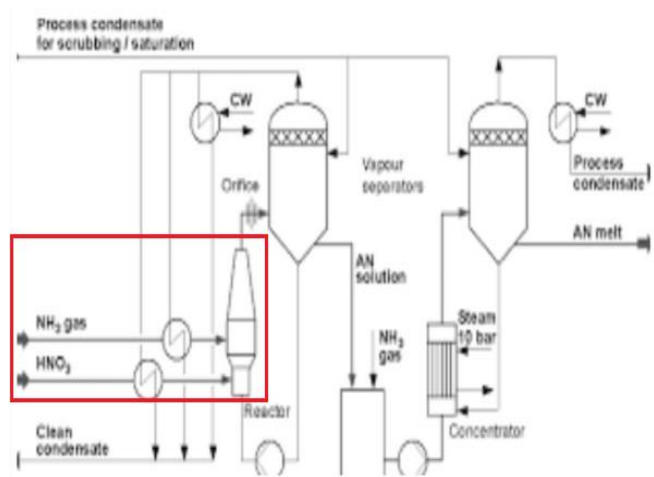 Process condensate
for scrubbing / saturation
CW
CW
Orifice
Vapour
separators
Process
condensate
AN melt
AN
solution
NH₃ gas
HNO₃
NH₃
gas
Steam
10 bar
Reactor
Concentrator
Clean
condensate